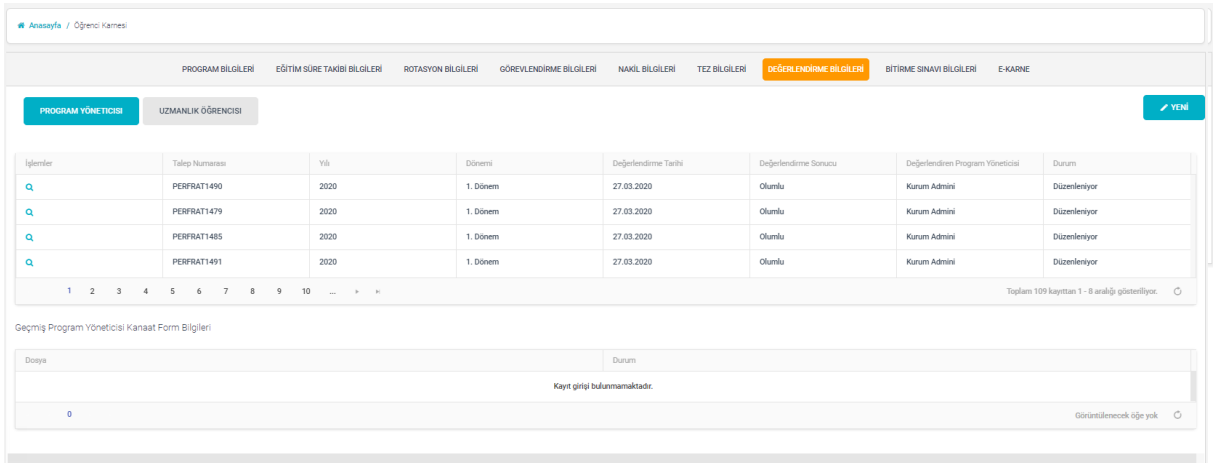 Anasayfa / Öğrenci Karnesi
PROGRAM BİLGİLERİ EĞİTİM SÜRE TAKİBİ BİLGİLERİ ROTASYON BİLGİLERİ GÖREVLENDİRME BİLGİLERİ NAKİL BİLGİLERİ TEZ BİLGİLERİ DEĞERLENDİRME BİLGİLERİ BİTİRME SINAVI BİLGİLERİ E-KARNE
PROGRAM YÖNETICISI UZMANLIK ÖĞRENCISI YENİ
İşlemler Talep Numarası Yılı Dönemi Değerlendirme Tarihi Değerlendirme Sonucu Değerlendiren Program Yöneticisi Durum
PERFRAT1490 2020 1. Dönem 27.03.2020 Olumlu Kurum Admini Düzenleniyor
PERFRAT1479 2020 1. Dönem 27.03.2020 Olumlu Kurum Admini Düzenleniyor
PERFRAT1485 2020 1. Dönem 27.03.2020 Olumlu Kurum Admini Düzenleniyor
PERFRAT1491 2020 1. Dönem 27.03.2020 Olumlu Kurum Admini Düzenleniyor
1 2 3 4 5 6 7 8 9 10 ... Toplam 109 kayıttan 1 - 8 aralığı gösteriliyor.
Geçmiş Program Yöneticisi Kanaat Form Bilgileri
Dosya Durum
Kayıt girişi bulunmamaktadır.
0 Görüntülenecek öğe yok